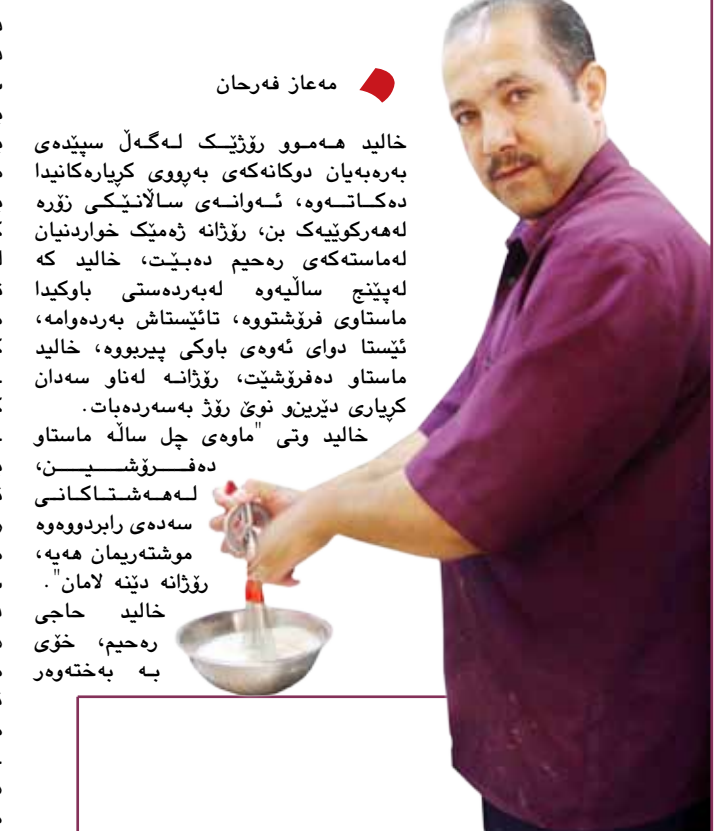 مەعاز فەرحان
خالید هەموو رۆژێک لەگەڵ سپێدەی
بەرەبەیان دوکانەکەی بەڕووی کڕیارەکانیدا
دەکاتەوە، ئەوانەی ساڵانێکی زۆرە
لەهەرکوێیەک بن، رۆژانە ژەمێک خواردنیان
لەماستەکەی رەحیم دەبێت، خالید کە
لەپێنج ساڵیەوە لەبەردەستی باوکیدا
ماستاوی فرۆشتووە، تائێستاش بەردەوامە،
ئێستا دوای ئەوەی باوکی پیربووە، خالید
ماستاو دەفرۆشێت، رۆژانە لەناو سەدان
کڕیاری دێرین‌و نوێ رۆژ بەسەردەبات.
خالید وتی "ماوەی چل ساڵە ماستاو
دەفرۆشین،
لەهەشتاکانی
سەدەی رابردووەوە
موشتەریمان هەیە،
رۆژانە دێنە لامان".
خالید حاجی
رەحیم، خۆی
بە بەختەوەر